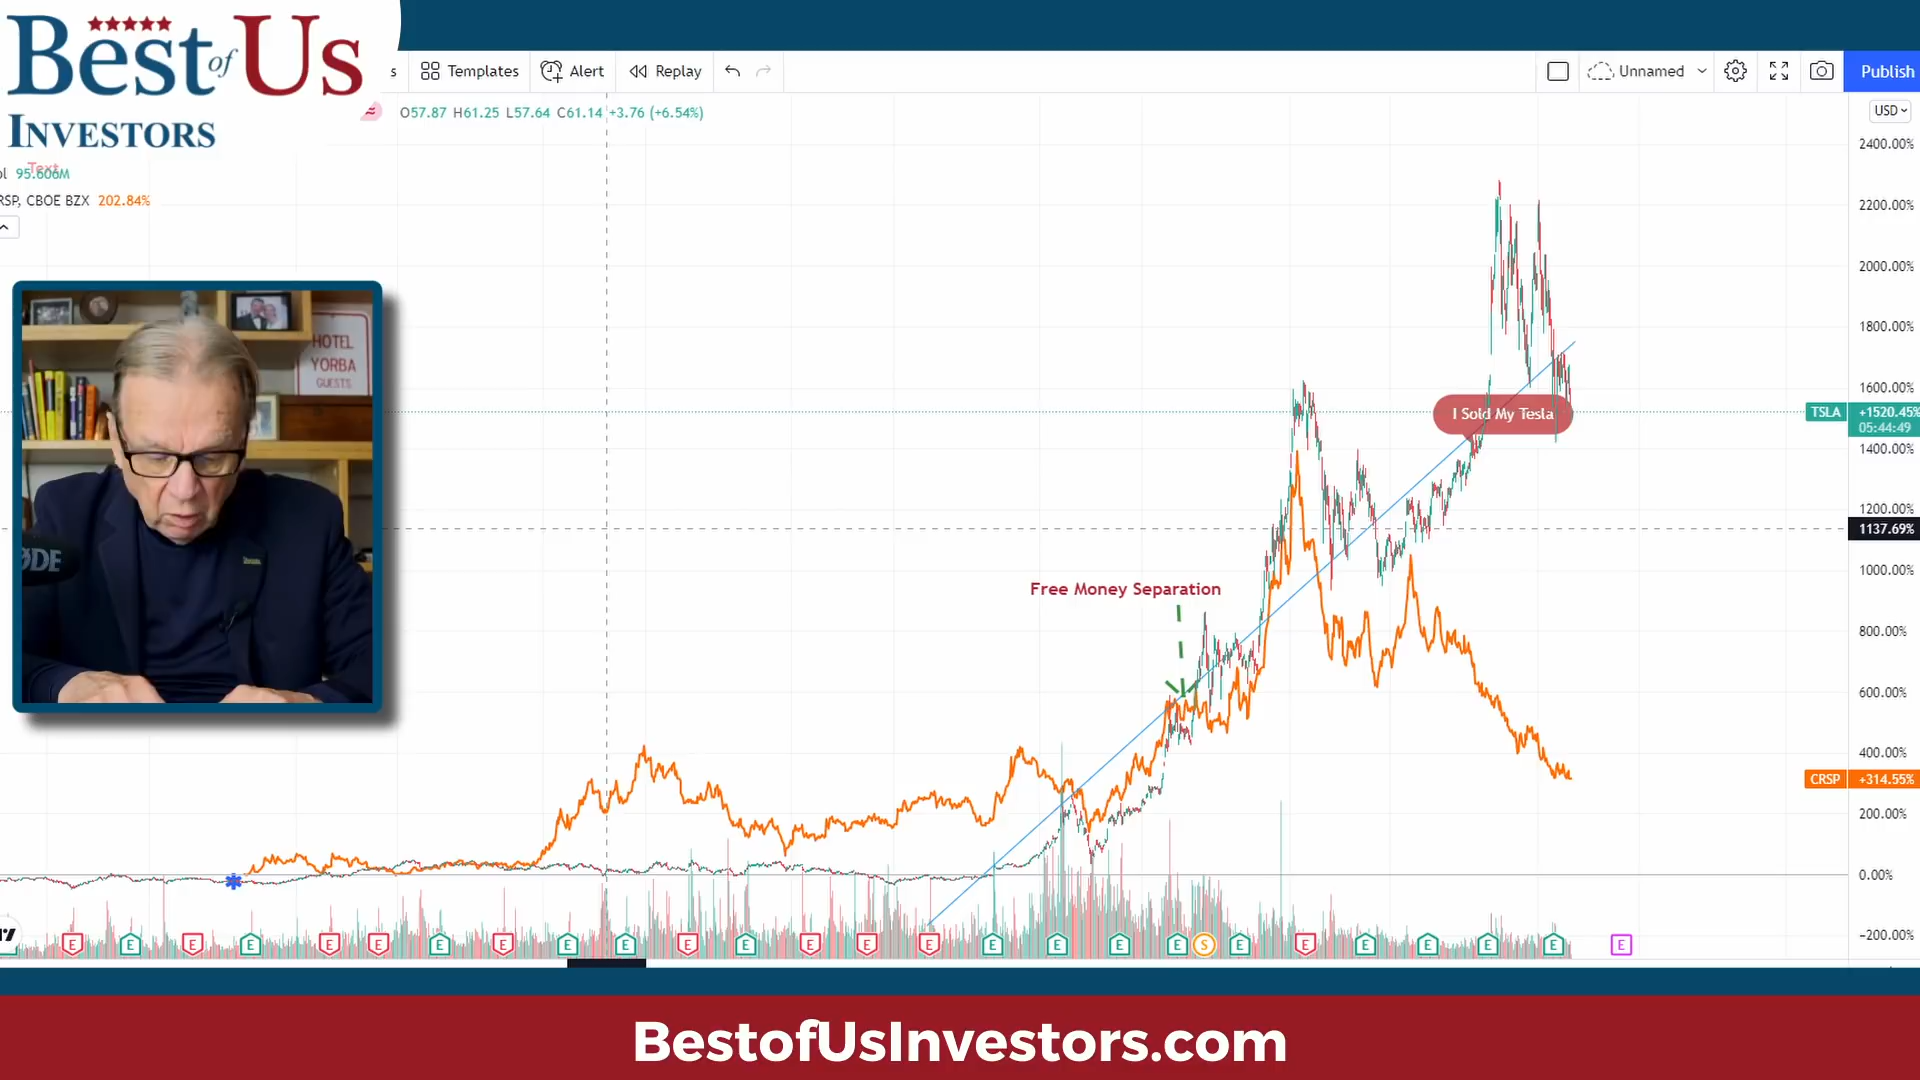 Best of Us
INVESTORS
s
Templates
Alert
Replay
Unnamed
Publish
O57.87 H61.25 L57.64 C61.14 +3.76 (+6.54%)
USD
Text
ol 95.606M
RSP, CBOE BZX 202.84%
2400.00%
2200.00%
2000.00%
1800.00%
1600.00%
TSLA +1520.45%
05:44:49
1400.00%
1200.00%
1137.69%
1000.00%
800.00%
600.00%
400.00%
CRSP +314.55%
200.00%
0.00%
-200.00%
I Sold My Tesla
Free Money Separation
HOTEL
YORBA
GUESTS
ØDE
E E E E E E E E E E E E E E E E E E E S E E E E E E E
BestofUsInvestors.com